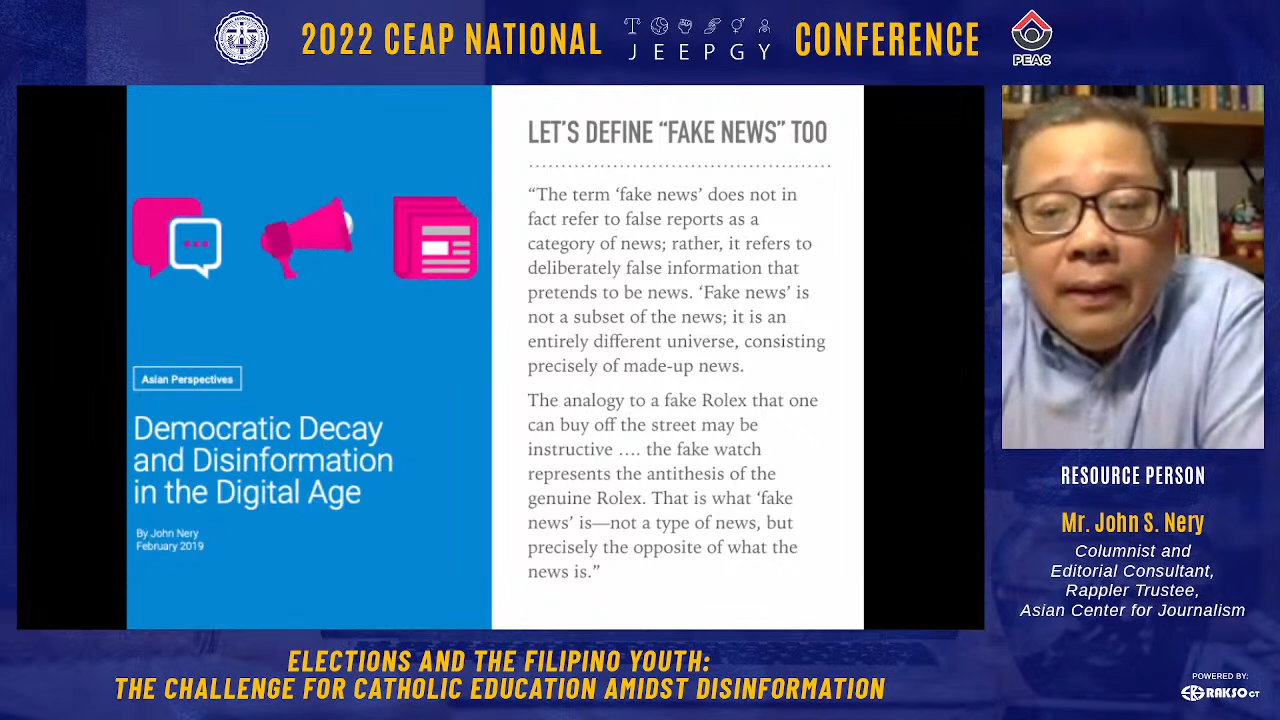 2022 CEAP NATIONAL JEEPGY CONFERENCE
PEAC
LET'S DEFINE “FAKE NEWS” TOO
“The term ‘fake news’ does not in
fact refer to false reports as a
category of news; rather, it refers to
deliberately false information that
pretends to be news. ‘Fake news’ is
not a subset of the news; it is an
entirely different universe, consisting
precisely of made-up news.
The analogy to a fake Rolex that one
can buy off the street may be
instructive …. the fake watch
represents the antithesis of the
genuine Rolex. That is what ‘fake
news’ is—not a type of news, but
precisely the opposite of what the
news is.”
Asian Perspectives
Democratic Decay
and Disinformation
in the Digital Age
By John Nery
February 2019
RESOURCE PERSON
Mr. John S. Nery
Columnist and
Editorial Consultant,
Rappler Trustee,
Asian Center for Journalism
ELECTIONS AND THE FILIPINO YOUTH:
THE CHALLENGE FOR CATHOLIC EDUCATION AMIDST DISINFORMATION
POWERED BY:
RAKSO CT